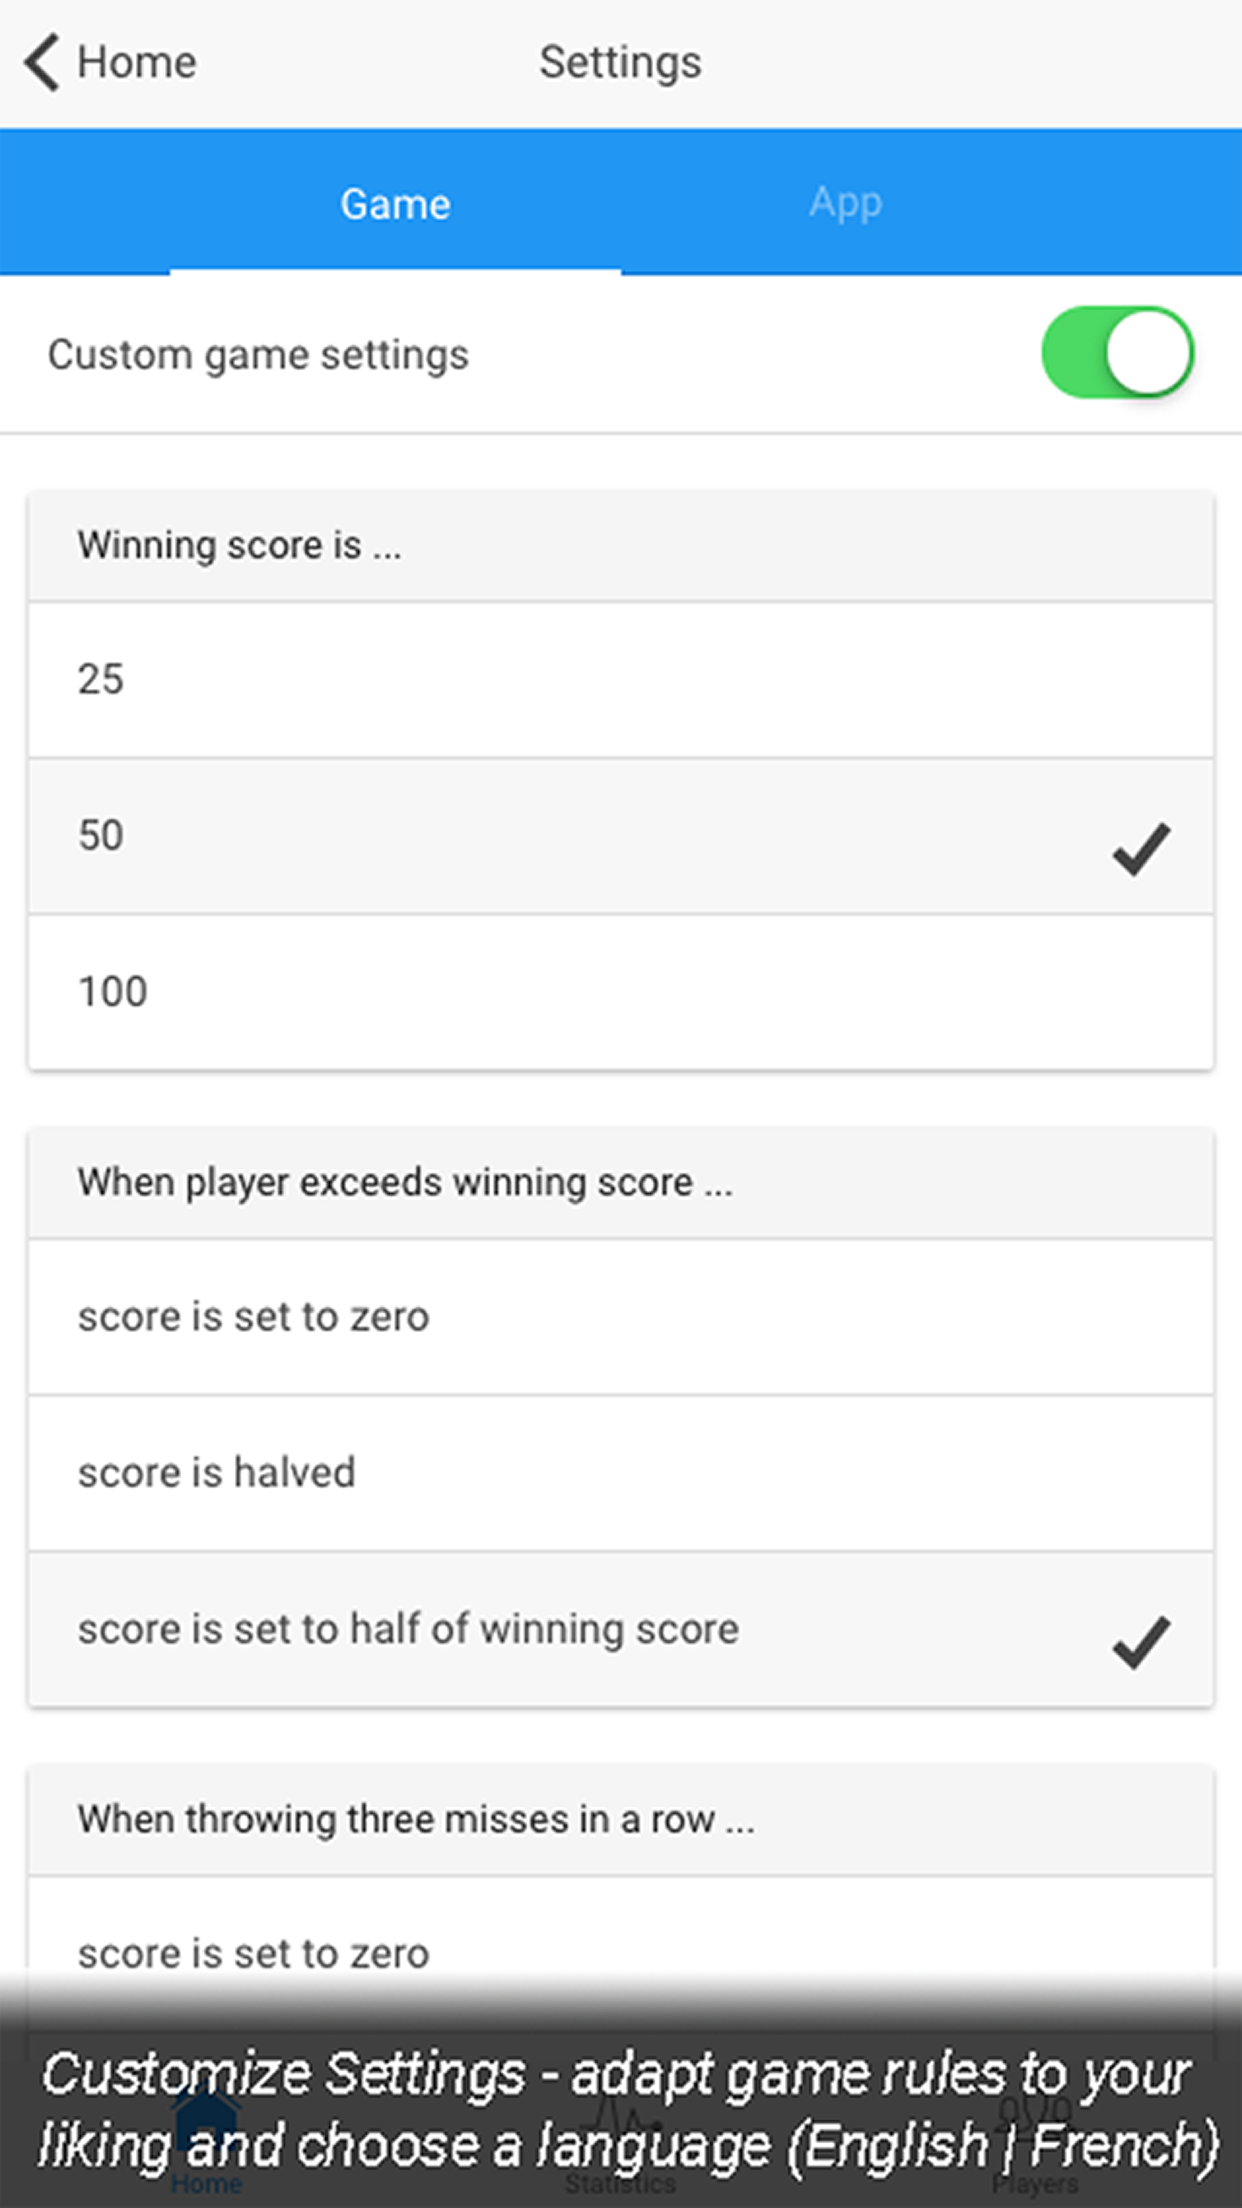 Home
Settings
Game
App
Custom game settings
Winning score is ...
25
50
100
When player exceeds winning score ...
score is set to zero
score is halved
score is set to half of winning score
When throwing three misses in a row ...
score is set to zero
Customize Settings - adapt game rules to your
liking and choose a language (English | French)
Home
Statistics
Players